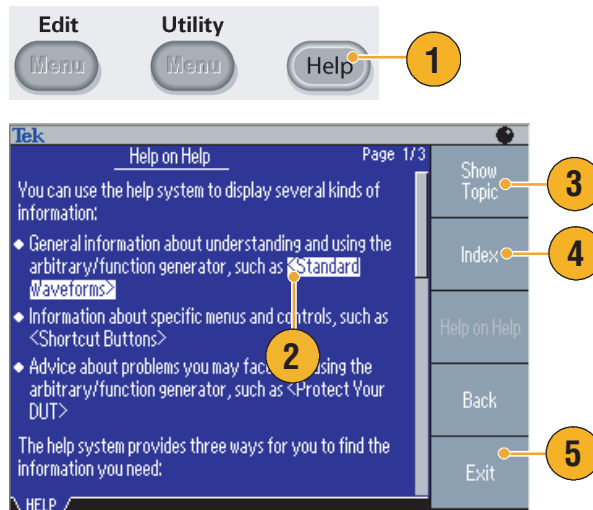 Edit Utility
Menu Menu Help 1
Tek
Help on Help Page 1/3
You can use the help system to display several kinds of
information:
◆ General information about understanding and using the
arbitrary/function generator, such as <Standard
Waveforms>
◆ Information about specific menus and controls, such as
<Shortcut Buttons>
◆ Advice about problems you may fac using the
arbitrary/function generator, such as <Protect Your
DUT>
The help system provides three ways for you to find the
information you need:
HELP
2
Show
Topic
3
Index
4
Help on Help
Back
Exit
5